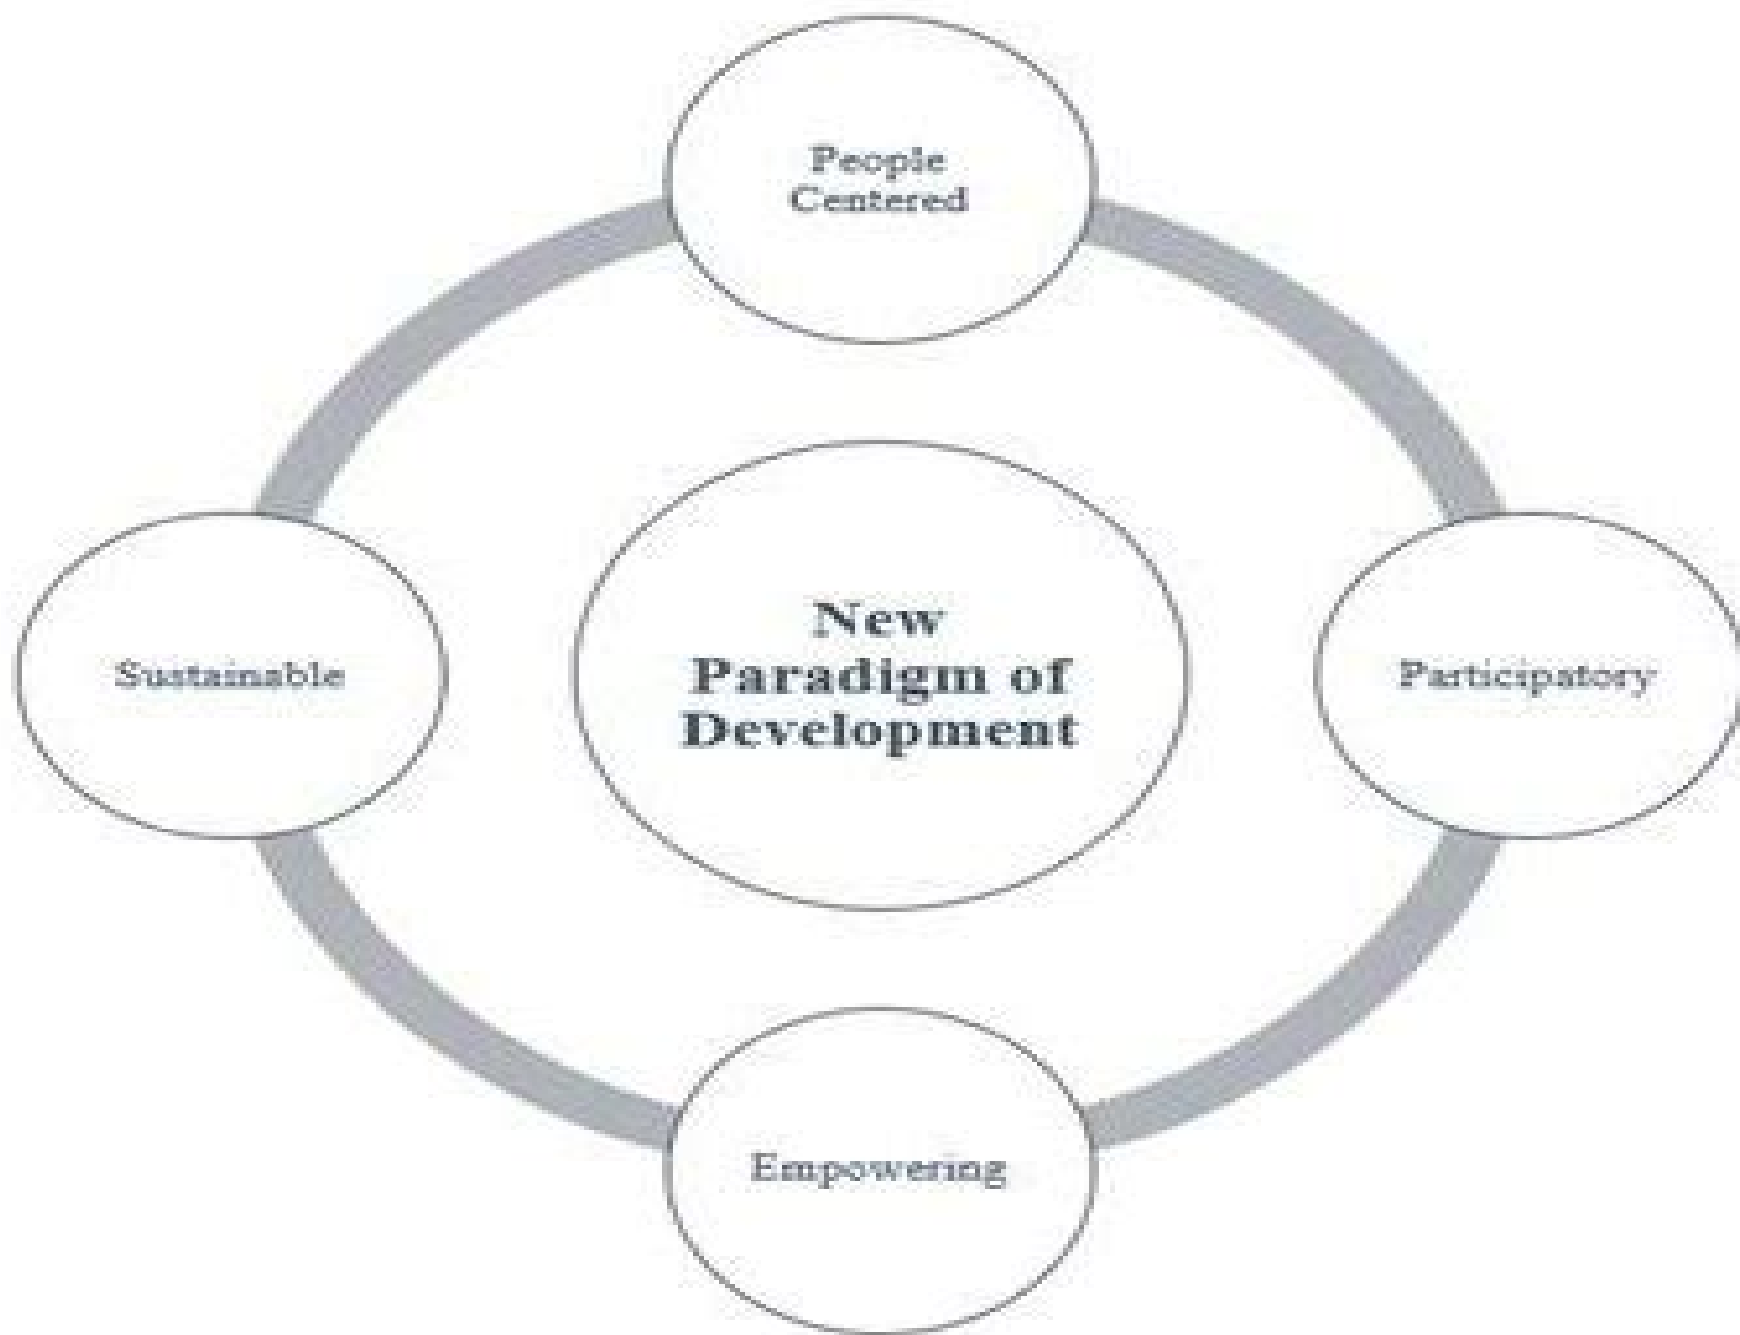 People
Centered
Sustainable
New
Paradigm of
Development
Participatory
Empowering